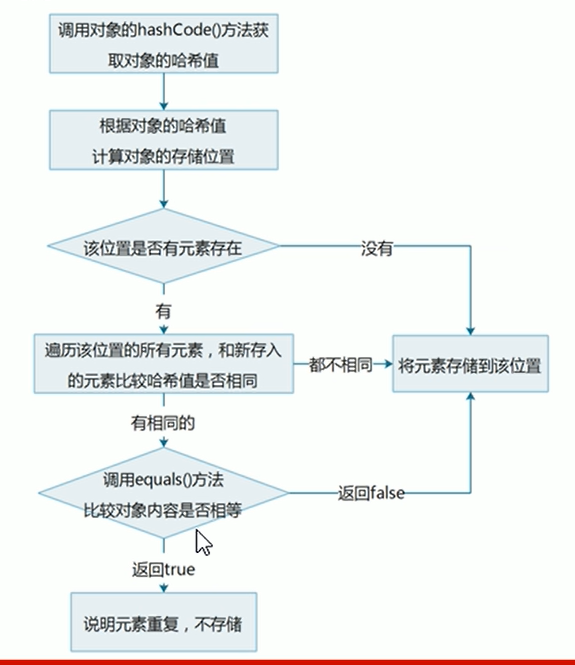 调用对象的hashCode()方法获
取对象的哈希值
根据对象的哈希值
计算对象的存储位置
该位置是否有元素存在
没有
有
遍历该位置的所有元素，和新存入
的元素比较哈希值是否相同
都不相同
将元素存储到该位置
有相同的
调用equals()方法
比较对象内容是否相等
返回false
返回true
说明元素重复，不存储